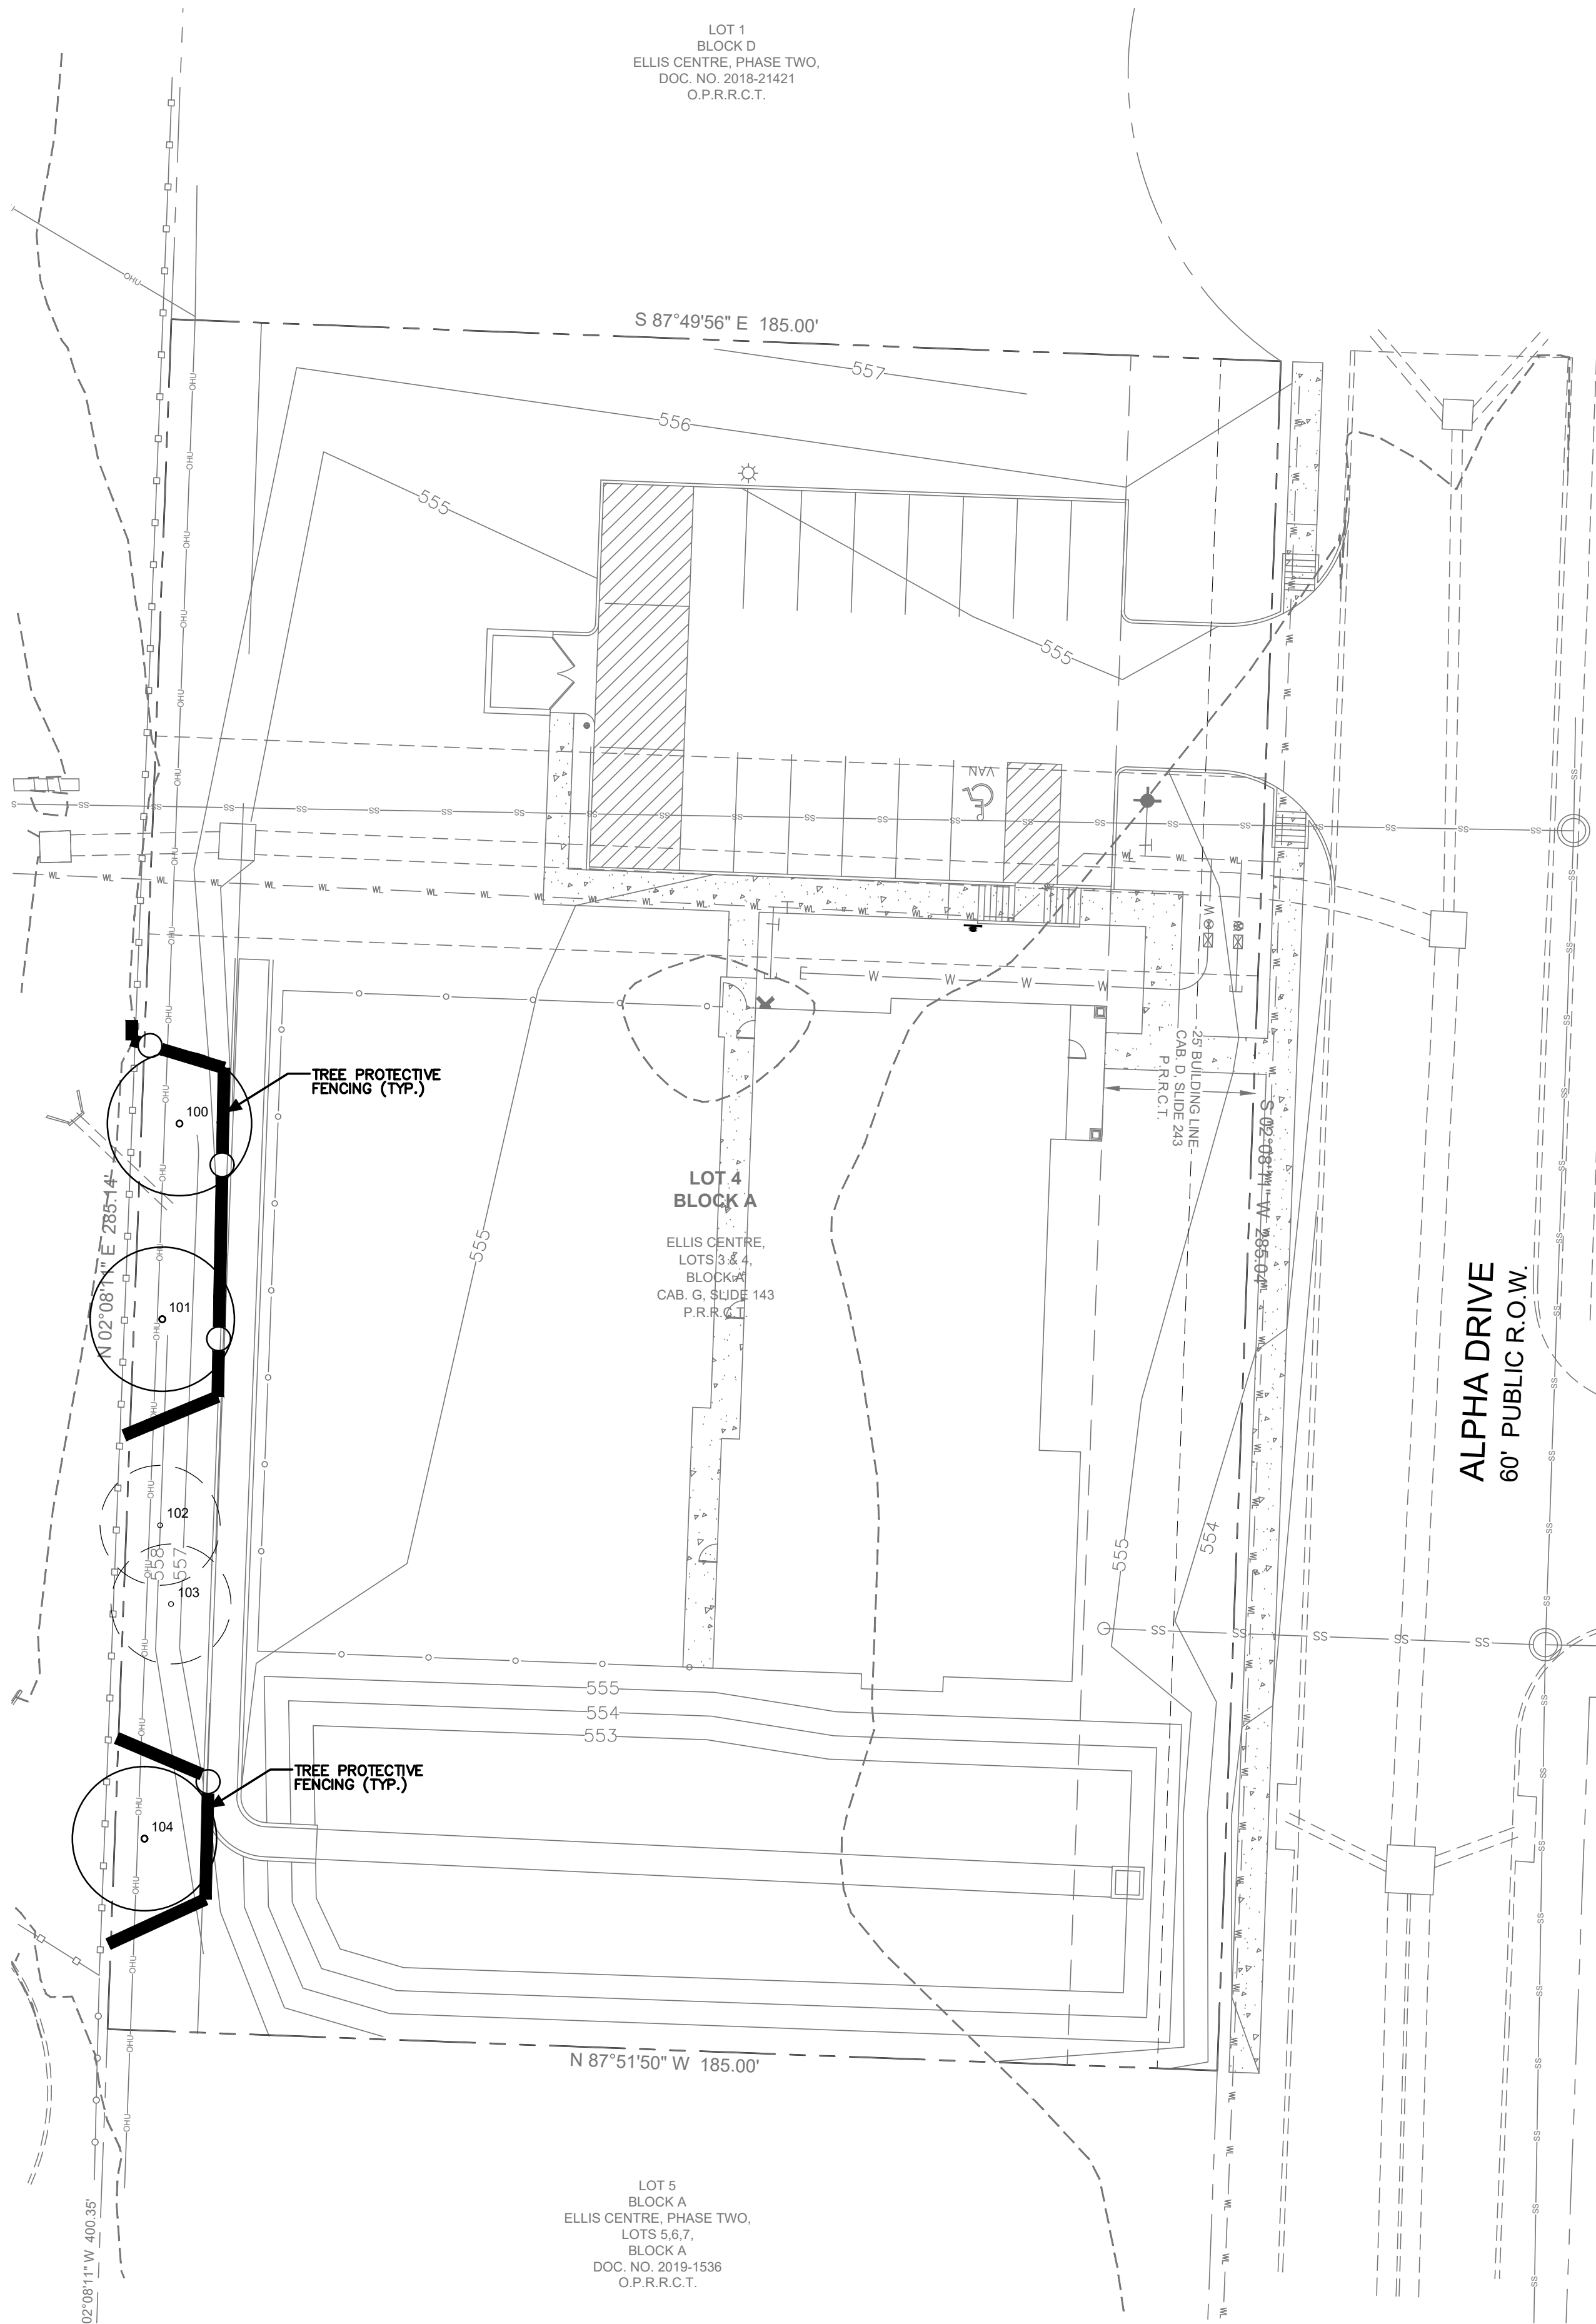 LOT 1
BLOCK D
ELLIS CENTRE, PHASE TWO,
DOC. NO. 2018-21421
O.P.R.R.C.T.
S 87°49'56" E 185.00'
557
556
555
555
VAN
TREE PROTECTIVE
FENCING (TYP.)
100
25' BUILDING LINE
CAB. D, SLIDE 243
P.R.R.C.T.
S 02°08'11" W 285.04'
N 02°08'11" E 285.14'
LOT 4
BLOCK A
ELLIS CENTRE,
LOTS 3 & 4,
BLOCK A
CAB. G, SLIDE 143
P.R.R.C.T.
555
101
ALPHA DRIVE
60' PUBLIC R.O.W.
102
558
557
103
555
554
555
554
553
TREE PROTECTIVE
FENCING (TYP.)
104
N 87°51'50" W 185.00'
LOT 5
BLOCK A
ELLIS CENTRE, PHASE TWO,
LOTS 5,6,7,
BLOCK A
DOC. NO. 2019-1536
O.P.R.R.C.T.
02°08'11" W 400.35'
OHU
SS
WL
W